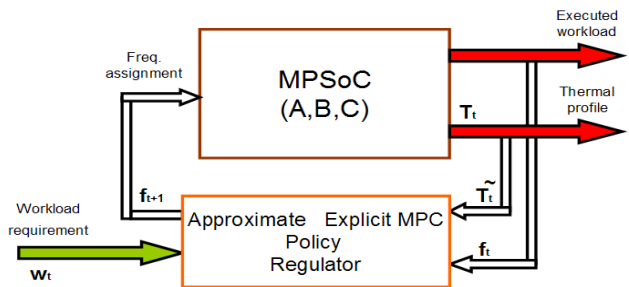 Executed
workload
Freq.
assignment
MPSoC
(A,B,C)
Tt
Thermal
profile
ft+1
T̃t
Workload
requirement
wt
Approximate Explicit MPC
Policy
Regulator
ft